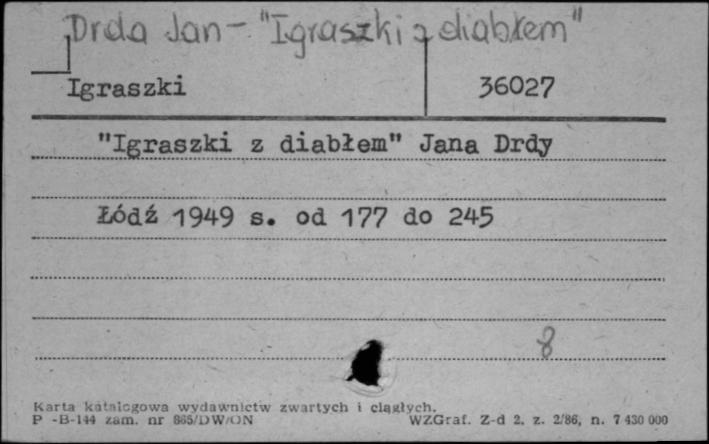 Drda Jan - "Igraszki z diabłem"
Igraszki 36027
"Igraszki z diabłem" Jana Drdy
Łódź 1949 s. od 177 do 245
8
Karta katalogowa wydawnictw zwartych i ciągłych.
P -B-144 zam. nr 865/DW/ON WZGraf. Z-d 2. z. 2/86, n. 7 430 000